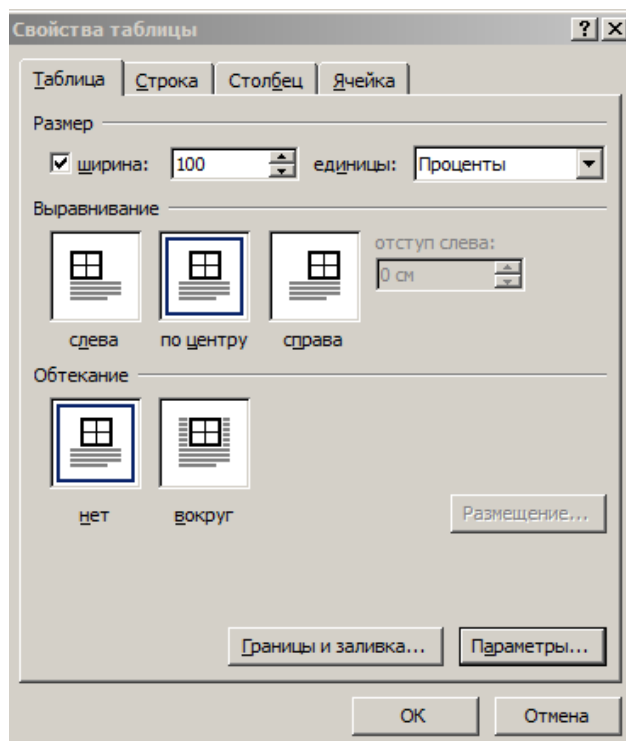 Свойства таблицы
Таблица Строка Столбец Ячейка
Размер
ширина: 100 единицы: Проценты
Выравнивание
отступ слева:
0 см
слева по центру справа
Обтекание
нет вокруг
Размещение...
Границы и заливка... Параметры...
ОК Отмена